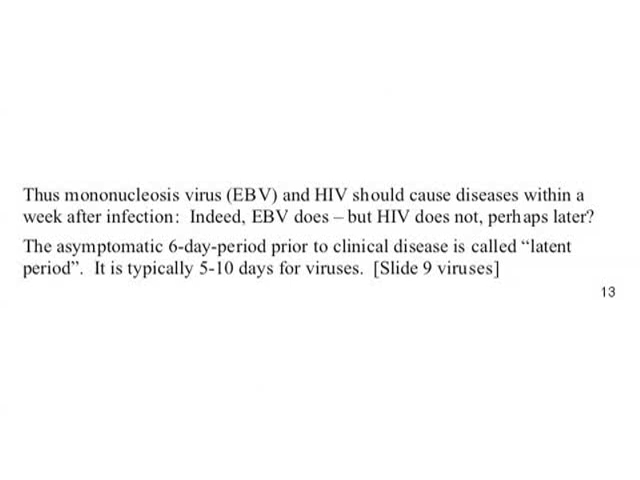 Thus mononucleosis virus (EBV) and HIV should cause diseases within a
week after infection:  Indeed, EBV does – but HIV does not, perhaps later?
The asymptomatic 6-day-period prior to clinical disease is called “latent
period”.  It is typically 5-10 days for viruses.  [Slide 9 viruses]
13